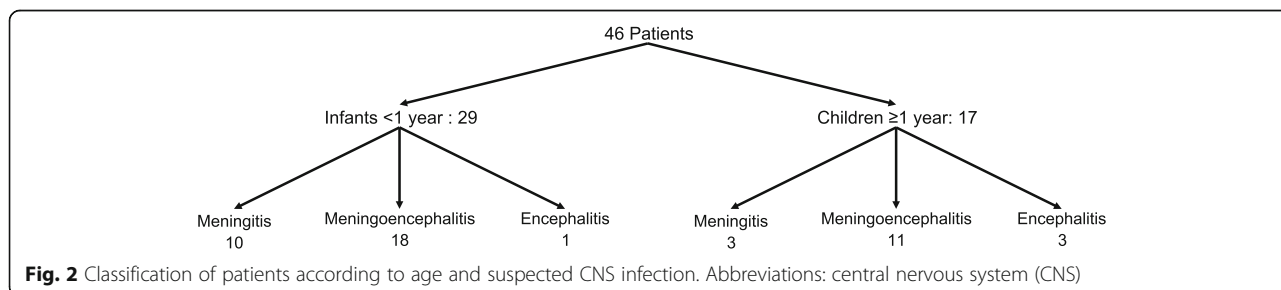 46 Patients
Infants <1 year : 29
Children ≥1 year: 17
Meningitis
10
Meningoencephalitis
18
Encephalitis
1
Meningitis
3
Meningoencephalitis
11
Encephalitis
3
Fig. 2 Classification of patients according to age and suspected CNS infection. Abbreviations: central nervous system (CNS)